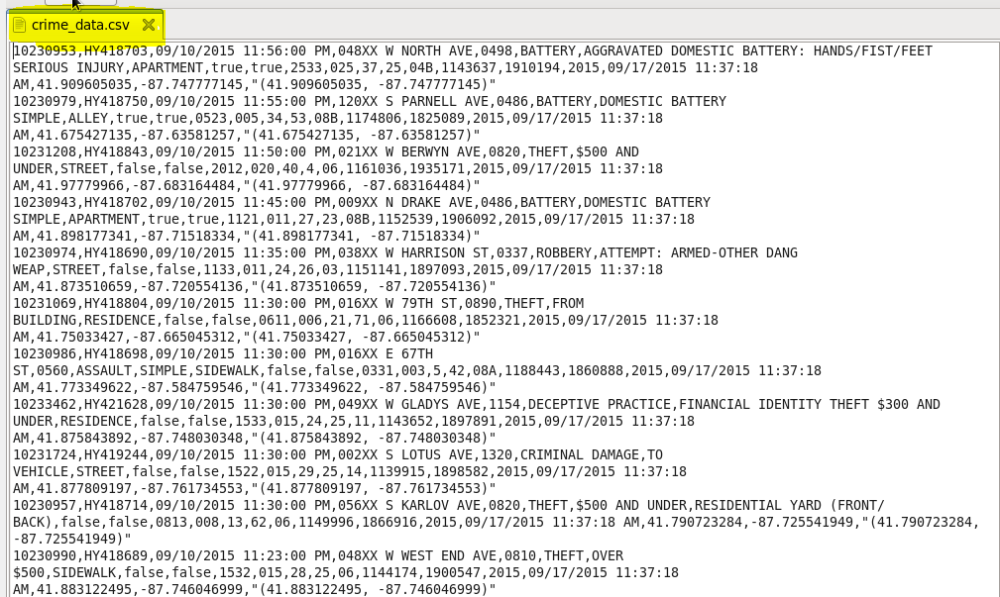 crime_data.csv
10230953,HY418703,09/10/2015 11:56:00 PM,048XX W NORTH AVE,0498,BATTERY,AGGRAVATED DOMESTIC BATTERY: HANDS/FIST/FEET
SERIOUS INJURY,APARTMENT,true,true,2533,025,37,25,04B,1143637,1910194,2015,09/17/2015 11:37:18
AM,41.909605035,-87.747777145,"(41.909605035, -87.747777145)"
10230979,HY418750,09/10/2015 11:55:00 PM,120XX S PARNELL AVE,0486,BATTERY,DOMESTIC BATTERY
SIMPLE,ALLEY,true,true,0523,005,34,53,08B,1174806,1825089,2015,09/17/2015 11:37:18
AM,41.675427135,-87.63581257,"(41.675427135, -87.63581257)"
10231208,HY418843,09/10/2015 11:50:00 PM,021XX W BERWYN AVE,0820,THEFT,$500 AND
UNDER,STREET,false,false,2012,020,40,4,06,1161036,1935171,2015,09/17/2015 11:37:18
AM,41.97779966,-87.683164484,"(41.97779966, -87.683164484)"
10230943,HY418702,09/10/2015 11:45:00 PM,009XX N DRAKE AVE,0486,BATTERY,DOMESTIC BATTERY
SIMPLE,APARTMENT,true,true,1121,011,27,23,08B,1152539,1906092,2015,09/17/2015 11:37:18
AM,41.898177341,-87.71518334,"(41.898177341, -87.71518334)"
10230974,HY418690,09/10/2015 11:35:00 PM,038XX W HARRISON ST,0337,ROBBERY,ATTEMPT: ARMED-OTHER DANG
WEAP,STREET,false,false,1133,011,24,26,03,1151141,1897093,2015,09/17/2015 11:37:18
AM,41.873510659,-87.720554136,"(41.873510659, -87.720554136)"
10231069,HY418804,09/10/2015 11:30:00 PM,016XX W 79TH ST,0890,THEFT,FROM
BUILDING,RESIDENCE,false,false,0611,006,21,71,06,1166608,1852321,2015,09/17/2015 11:37:18
AM,41.75033427,-87.665045312,"(41.75033427, -87.665045312)"
10230986,HY418698,09/10/2015 11:30:00 PM,016XX E 67TH
ST,0560,ASSAULT,SIMPLE,SIDEWALK,false,false,0331,003,5,42,08A,1188443,1860888,2015,09/17/2015 11:37:18
AM,41.773349622,-87.584759546,"(41.773349622, -87.584759546)"
10233462,HY421628,09/10/2015 11:30:00 PM,049XX W GLADYS AVE,1154,DECEPTIVE PRACTICE,FINANCIAL IDENTITY THEFT $300 AND
UNDER,RESIDENCE,false,false,1533,015,24,25,11,1143652,1897891,2015,09/17/2015 11:37:18
AM,41.875843892,-87.748030348,"(41.875843892, -87.748030348)"
10231724,HY419244,09/10/2015 11:30:00 PM,002XX S LOTUS AVE,1320,CRIMINAL DAMAGE,TO
VEHICLE,STREET,false,false,1522,015,29,25,14,1139915,1898582,2015,09/17/2015 11:37:18
AM,41.877809197,-87.761734553,"(41.877809197, -87.761734553)"
10230957,HY418714,09/10/2015 11:30:00 PM,056XX S KARLOV AVE,0820,THEFT,$500 AND UNDER,RESIDENTIAL YARD (FRONT/
BACK),false,false,0813,008,13,62,06,1149996,1866916,2015,09/17/2015 11:37:18 AM,41.790723284,-87.725541949,"(41.790723284,
-87.725541949)"
10230990,HY418689,09/10/2015 11:23:00 PM,048XX W WEST END AVE,0810,THEFT,OVER
$500,SIDEWALK,false,false,1532,015,28,25,06,1144174,1900547,2015,09/17/2015 11:37:18
AM,41.883122495,-87.746046999,"(41.883122495, -87.746046999)"